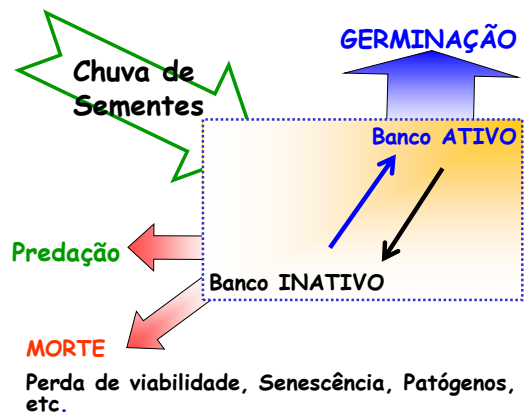 GERMINAÇÃO
Chuva de
Sementes
Banco ATIVO
Predação
Banco INATIVO
MORTE
Perda de viabilidade, Senescência, Patógenos,
etc.